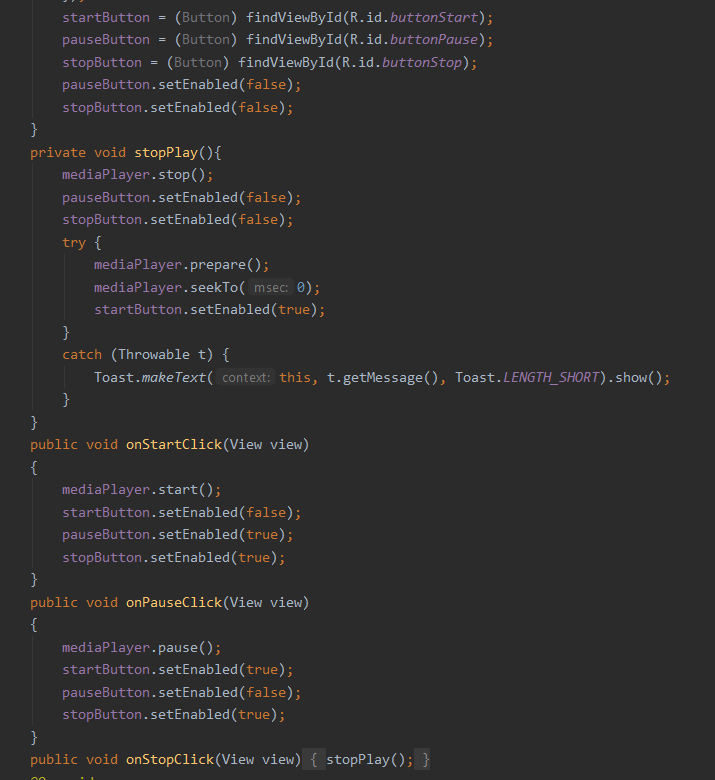 startButton = (Button) findViewById(R.id.buttonStart);
pauseButton = (Button) findViewById(R.id.buttonPause);
stopButton = (Button) findViewById(R.id.buttonStop);
pauseButton.setEnabled(false);
stopButton.setEnabled(false);
}
private void stopPlay(){
mediaPlayer.stop();
pauseButton.setEnabled(false);
stopButton.setEnabled(false);
try {
mediaPlayer.prepare();
mediaPlayer.seekTo( msec: 0);
startButton.setEnabled(true);
}
catch (Throwable t) {
Toast.makeText( context: this, t.getMessage(), Toast.LENGTH_SHORT).show();
}
}
public void onStartClick(View view)
{
mediaPlayer.start();
startButton.setEnabled(false);
pauseButton.setEnabled(true);
stopButton.setEnabled(true);
}
public void onPauseClick(View view)
{
mediaPlayer.pause();
startButton.setEnabled(true);
pauseButton.setEnabled(false);
stopButton.setEnabled(true);
}
public void onStopClick(View view) { stopPlay(); }